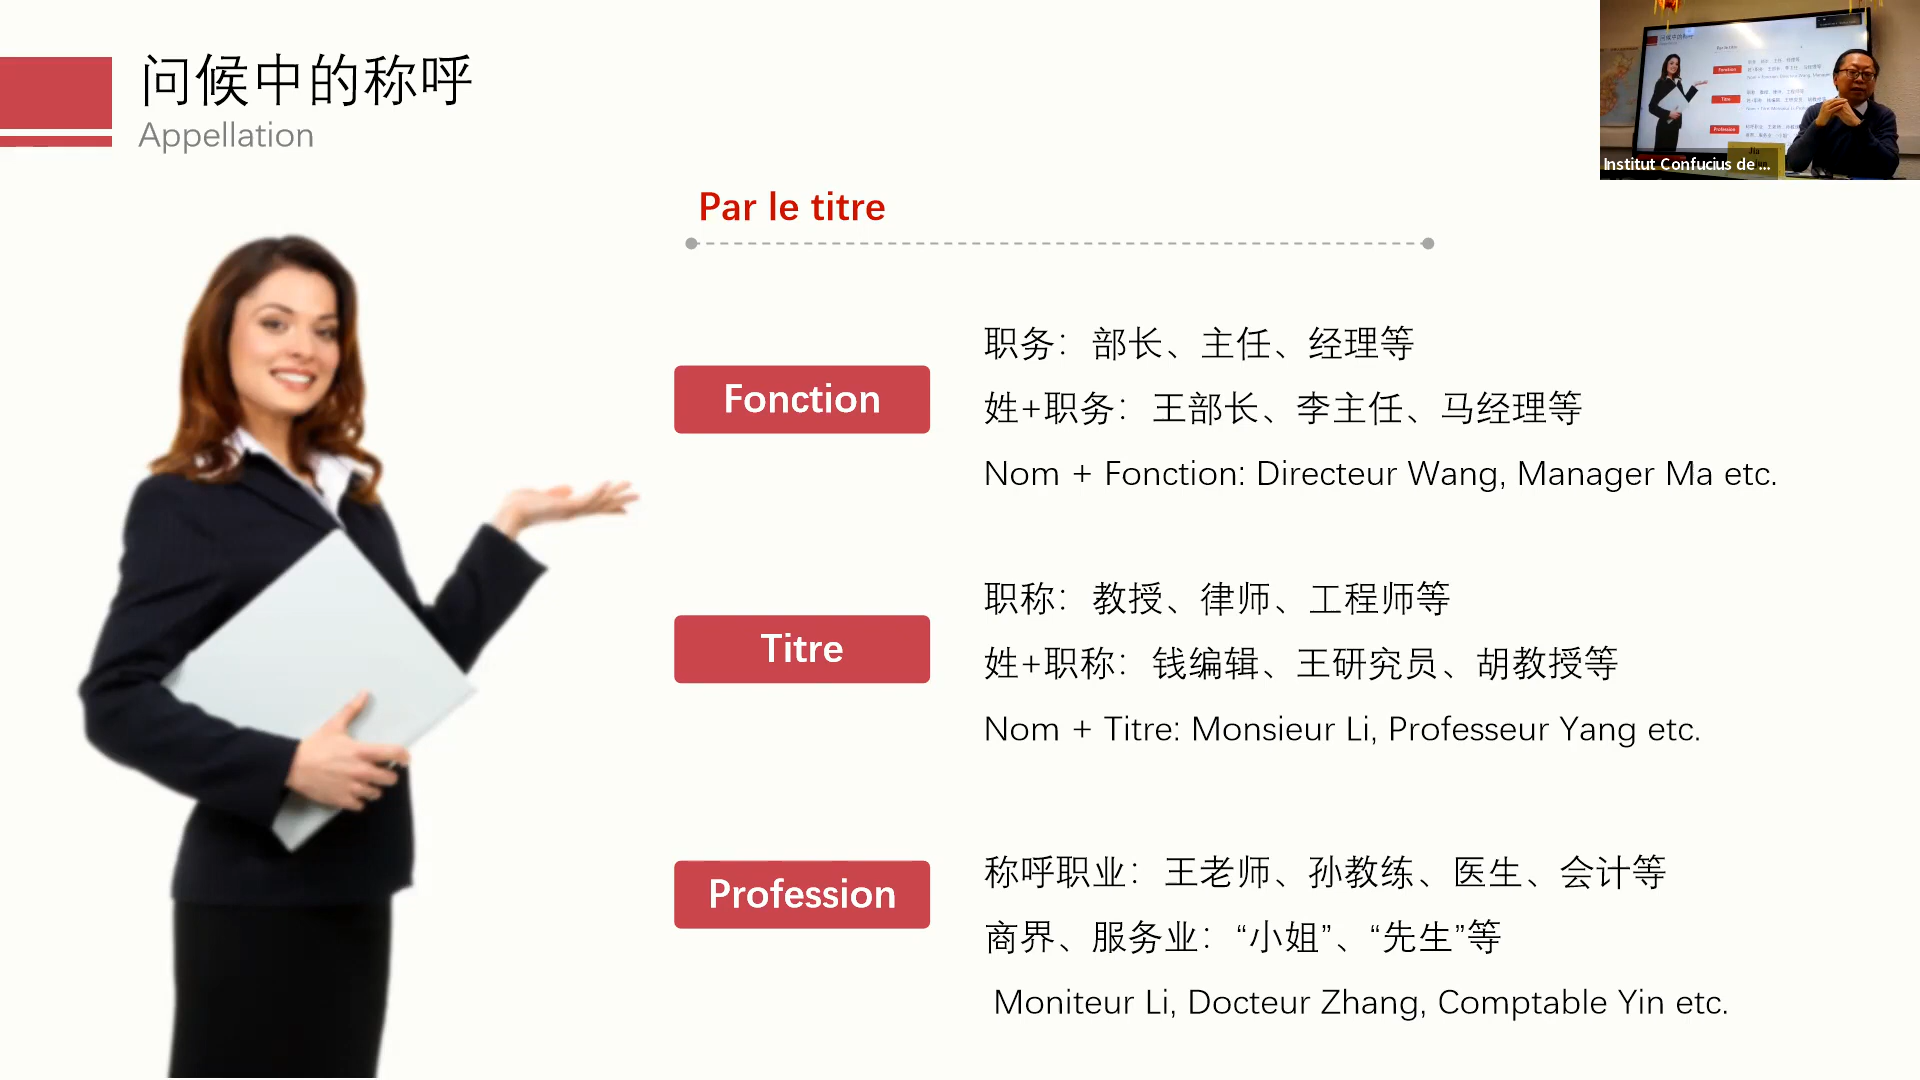 问候中的称呼
Appellation
Institut Confucius de ...
Par le titre
Fonction
职务：部长、主任、经理等
姓+职务：王部长、李主任、马经理等
Nom + Fonction: Directeur Wang, Manager Ma etc.
Titre
职称：教授、律师、工程师等
姓+职称：钱编辑、王研究员、胡教授等
Nom + Titre: Monsieur Li, Professeur Yang etc.
Profession
称呼职业：王老师、孙教练、医生、会计等
商界、服务业：“小姐”、“先生”等
Moniteur Li, Docteur Zhang, Comptable Yin etc.